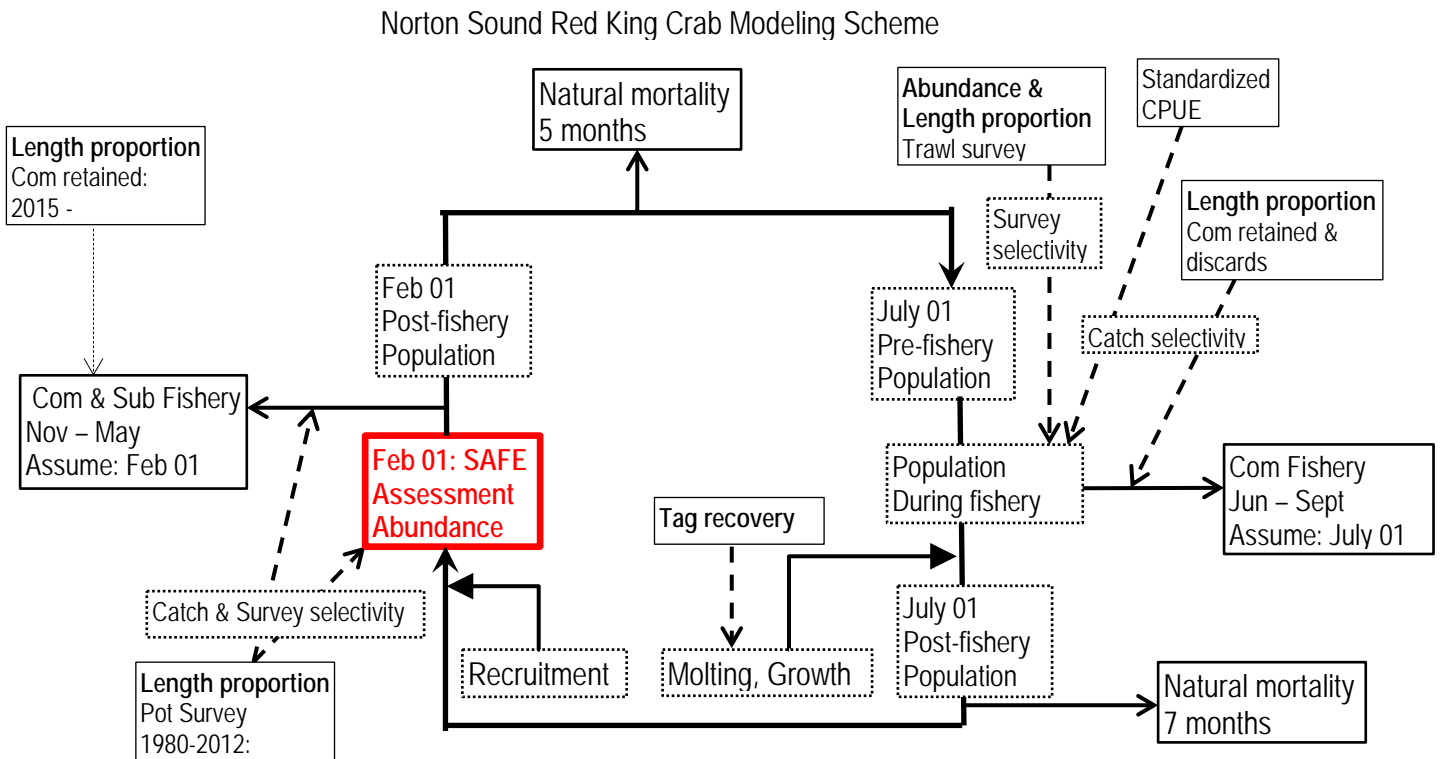 Norton Sound Red King Crab Modeling Scheme
Natural mortality
5 months
Abundance &
Length proportion
Trawl survey
Standardized
CPUE
Length proportion
Com retained:
2015 -
Length proportion
Com retained &
discards
Survey
selectivity
Feb 01
Post-fishery
Population
July 01
Pre-fishery
Population
Catch selectivity
Com & Sub Fishery
Nov – May
Assume: Feb 01
Feb 01: SAFE
Assessment
Abundance
Population
During fishery
Com Fishery
Jun – Sept
Assume: July 01
Tag recovery
Catch & Survey selectivity
Recruitment
Molting, Growth
July 01
Post-fishery
Population
Length proportion
Pot Survey
1980-2012:
Natural mortality
7 months